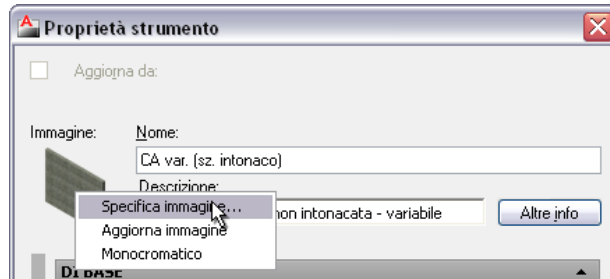 Proprietà strumento
Aggiorna da:
Immagine:
Nome:
CA var. (sz. intonaco)
Descrizione:
non intonacata - variabile
Altre info
Specifica immagine...
Aggiorna immagine
Monocromatico
DI BASE